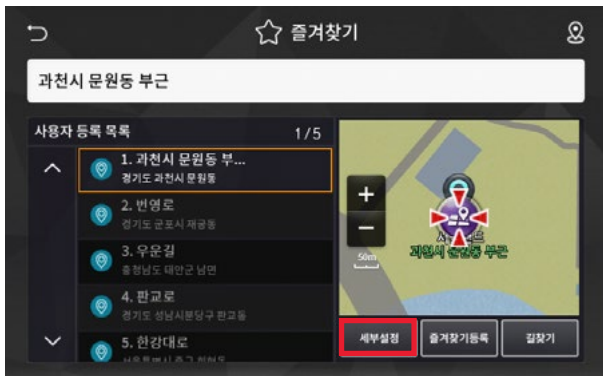 즐겨찾기
과천시 문원동 부근
사용자 등록 목록 1/5
1. 과천시 문원동 부...
경기도 과천시 문원동
2. 번영로
경기도 군포시 재궁동
3. 우운길
충청남도 태안군 남면
4. 판교로
경기도 성남시분당구 판교동
5. 한강대로
+
−
50m
과천시 문원동 부근
세부설정
즐겨찾기등록
길찾기